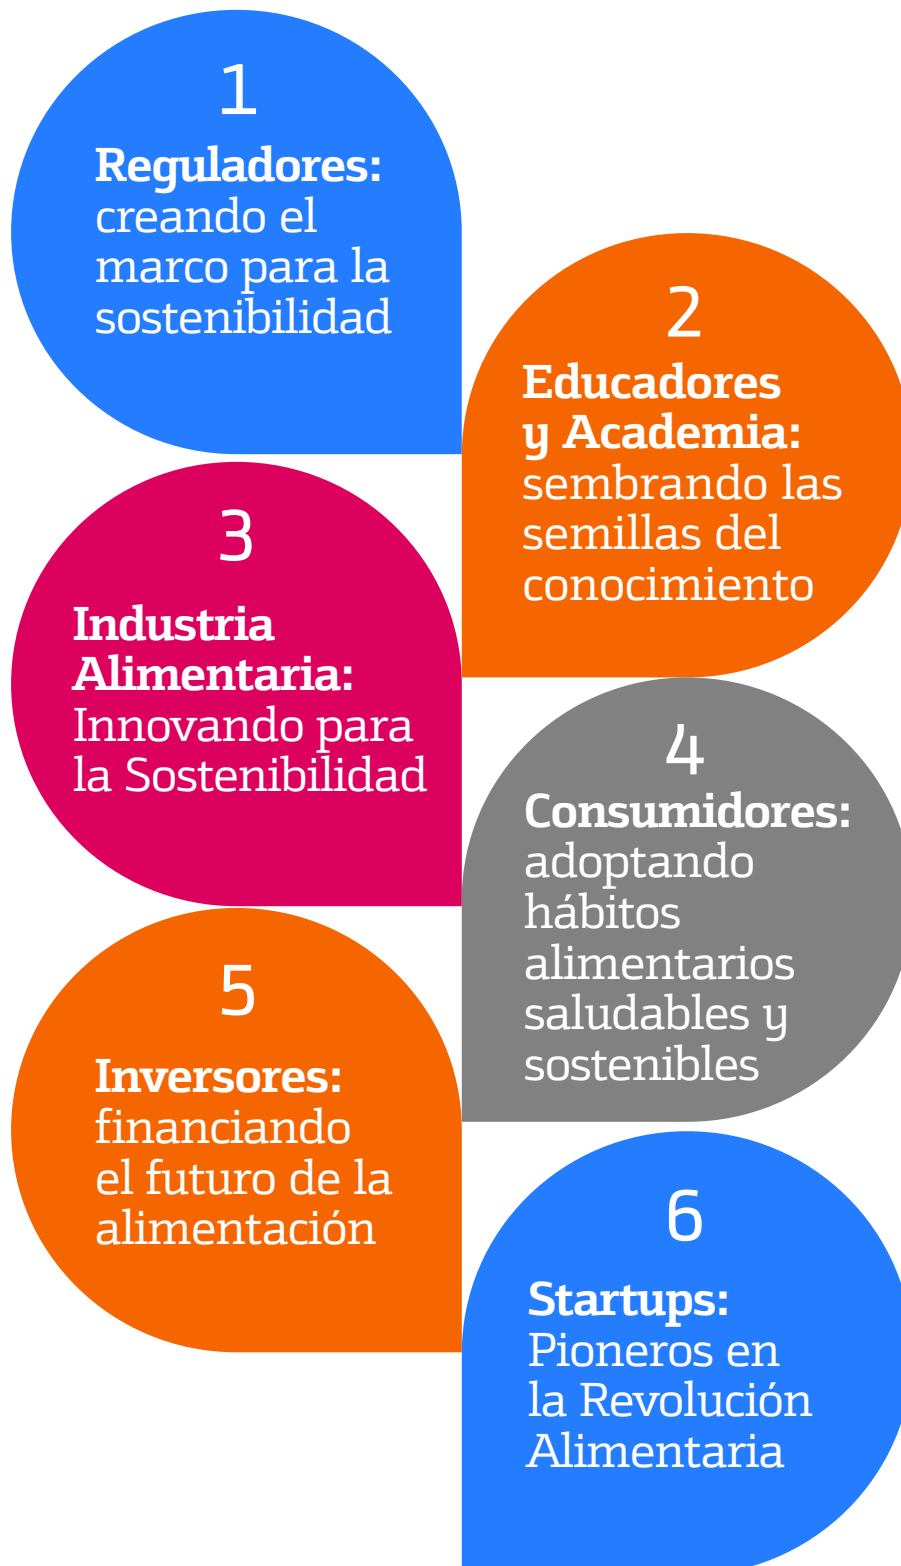 1
Reguladores:
creando el
marco para la
sostenibilidad
2
Educadores
y Academia:
sembrando las
semillas del
conocimiento
3
Industria
Alimentaria:
Innovando para
la Sostenibilidad
4
Consumidores:
adoptando
hábitos
alimentarios
saludables y
sostenibles
5
Inversores:
financiando
el futuro de la
alimentación
6
Startups:
Pioneros en
la Revolución
Alimentaria